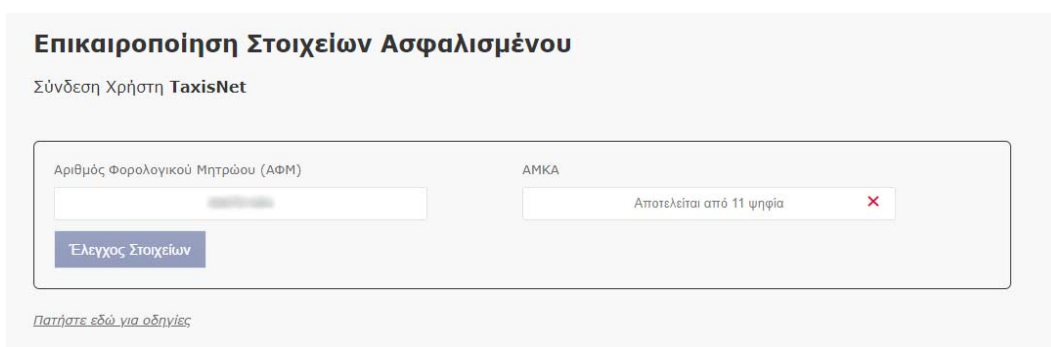 Επικαιροποίηση Στοιχείων Ασφαλισμένου
Σύνδεση Χρήστη TaxisNet
Αριθμός Φορολογικού Μητρώου (ΑΦΜ)
ΑΜΚΑ
Αποτελείται από 11 ψηφία
Έλεγχος Στοιχείων
Πατήστε εδώ για οδηγίες